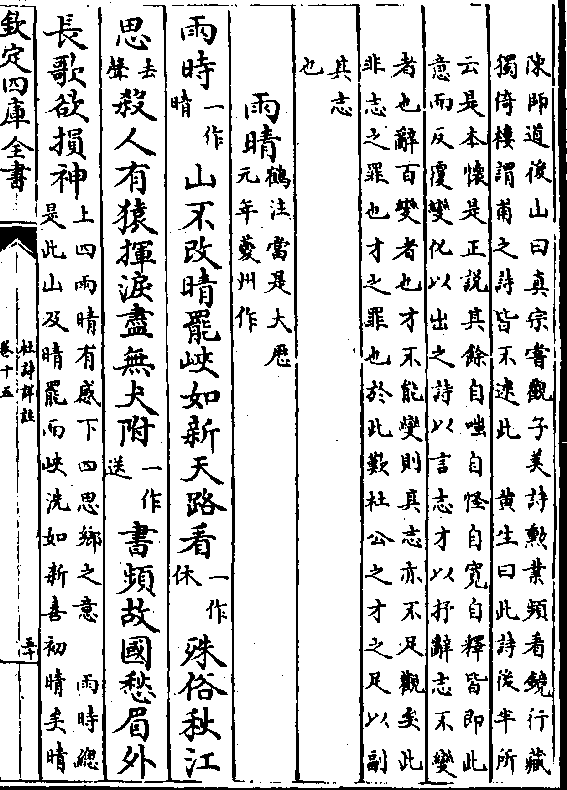 陳師道後山曰真宗嘗觀子美詩勲業頻看鏡行藏
獨倚樓謂甫之詩皆不逮此 黄生曰此詩後半所
云是本懷是正説其餘自嗤自怪自寛自釋皆即此
意而反覆變化以出之詩以言志才以抒辭志不變
者也辭百變者也才不能變則其志亦不足觀矣此
非志之罪也才之罪也於此歎杜公之才之足以副
其志
也
雨晴 鶴注當是大厯元年夔州作
雨時 一作晴 山不改晴罷峽如新天路看 一作休 殊俗秋江
思 去聲 殺人有猿揮淚盡無犬附 一作送 書頻故國愁眉外
長歌欲損神 上四雨晴有感下四思鄉之意 雨時緫是此山及晴罷而峽洗如新喜初晴矣晴
欽定四庫全書
杜詩詳註
卷十五